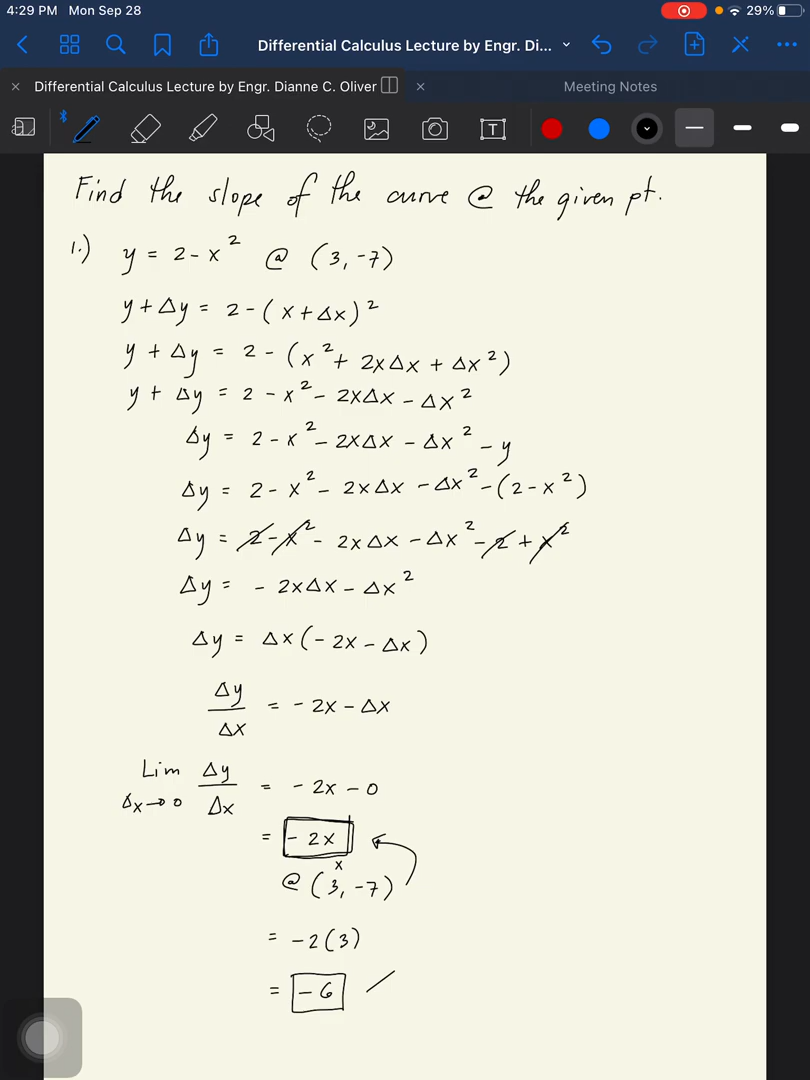 4:29 PM Mon Sep 28
29%
Differential Calculus Lecture by Engr. Di...
Differential Calculus Lecture by Engr. Dianne C. Oliver
Meeting Notes
T
Find the slope of the curve @ the given pt.
1.) y = 2 - x² @ (3, -7)
y + Δy = 2 - (x + Δx)²
y + Δy = 2 - (x² + 2xΔx + Δx²)
y + Δy = 2 - x² - 2xΔx - Δx²
Δy = 2 - x² - 2xΔx - Δx² - y
Δy = 2 - x² - 2xΔx - Δx² - (2 - x²)
Δy = 2 - x² - 2xΔx - Δx² - 2 + x²
Δy = - 2xΔx - Δx²
Δy = Δx(- 2x - Δx)
Δy/Δx = - 2x - Δx
Lim Δx→0 Δy/Δx = - 2x - 0
= - 2x
x
@ (3, -7)
= -2(3)
= - 6